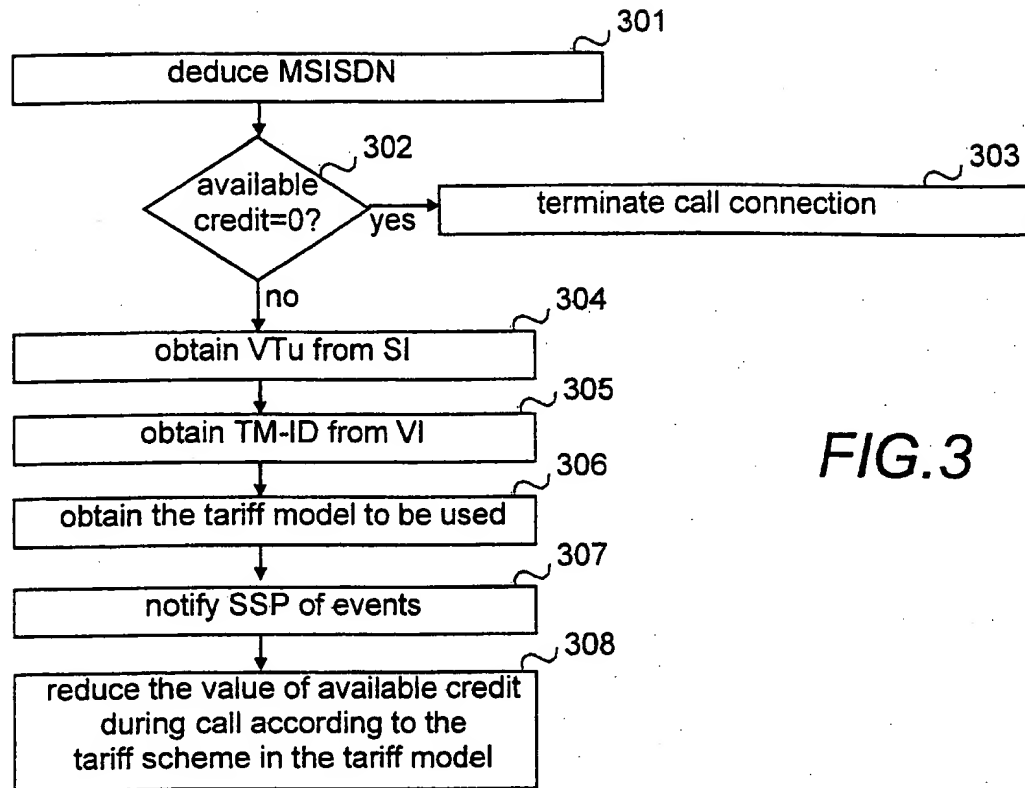 301
deduce MSISDN
302
303
available
credit=0?
yes
terminate call connection
no
304
obtain VTu from SI
305
obtain TM-ID from VI
306
obtain the tariff model to be used
FIG.3
307
notify SSP of events
308
reduce the value of available credit
during call according to the
tariff scheme in the tariff model